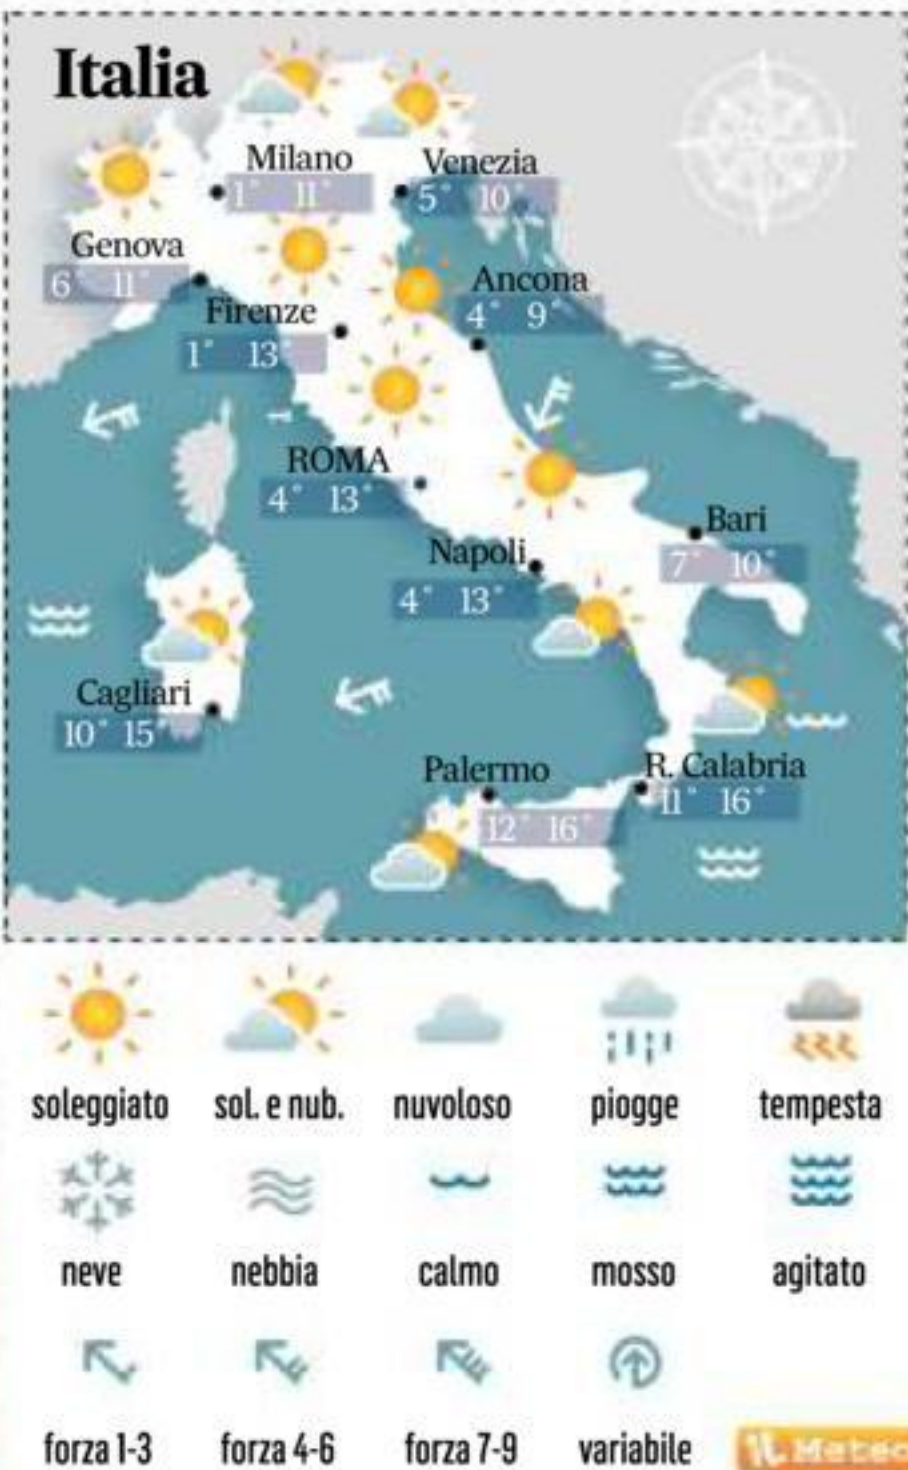 Italia
Milano
1° 11°
Venezia
5° 10°
Genova
6° 11°
Ancona
4° 9°
Firenze
1° 13°
ROMA
4° 13°
Bari
7° 10°
Napoli
4° 13°
Cagliari
10° 15°
Palermo
12° 16°
R. Calabria
11° 16°
soleggiato sol. e nub. nuvoloso piogge tempesta
neve nebbia calmo mosso agitato
forza 1-3 forza 4-6 forza 7-9 variabile
iL Meteo